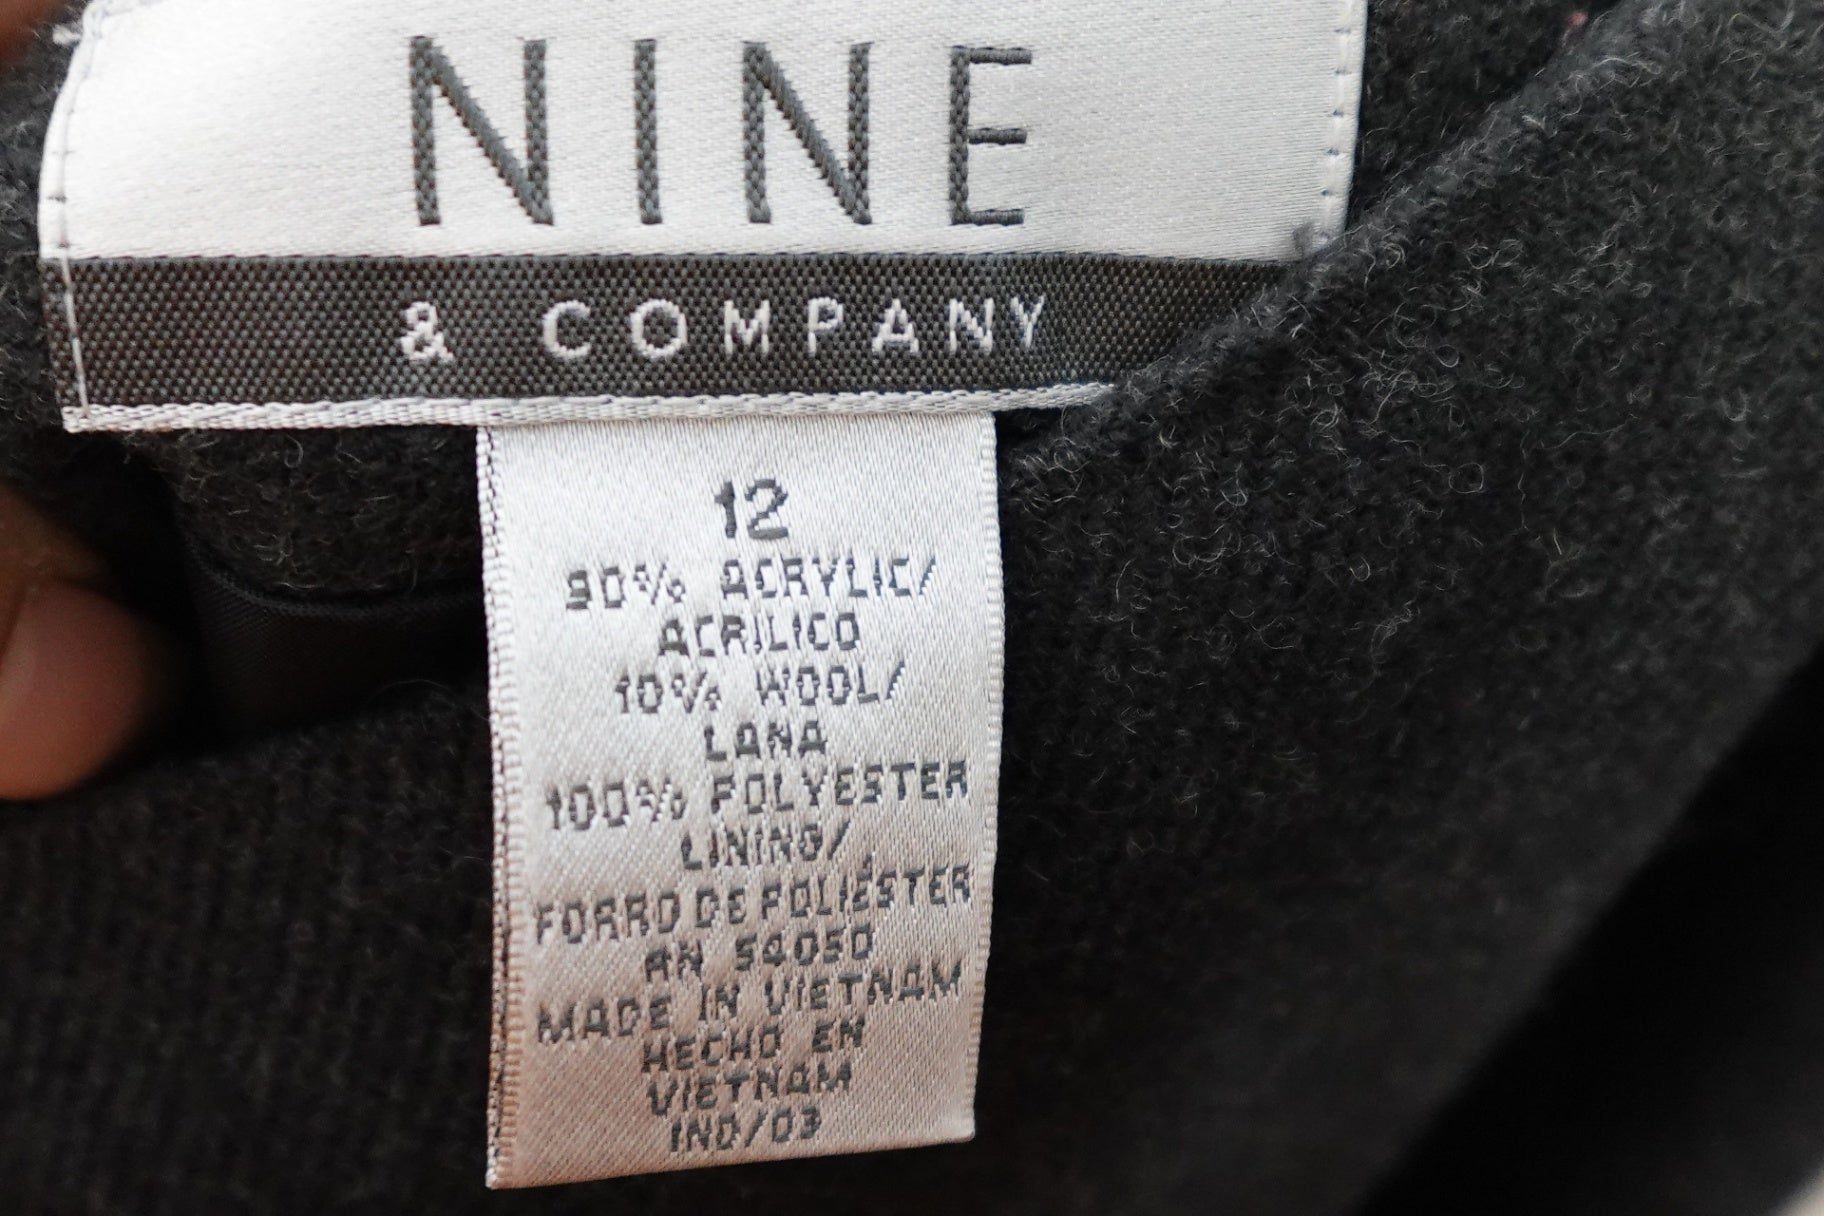 NINE
& COMPANY
12
90% ACRYLIC/
ACRILICO
10% WOOL/
LANA
100% POLYESTER
LINING/
FORRO DE POLIÉSTER
RN 54050
MADE IN VIETNAM
HECHO EN
VIETNAM
IND/03